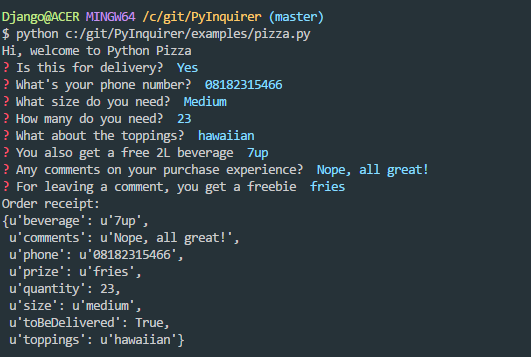 Django@ACER MINGW64 /c/git/PyInquirer (master)
$ python c:/git/PyInquirer/examples/pizza.py
Hi, welcome to Python Pizza
? Is this for delivery?  Yes
? What's your phone number?  08182315466
? What size do you need?  Medium
? How many do you need?  23
? What about the toppings?  hawaiian
? You also get a free 2L beverage  7up
? Any comments on your purchase experience?  Nope, all great!
? For leaving a comment, you get a freebie  fries
Order receipt:
{u'beverage': u'7up',
 u'comments': u'Nope, all great!',
 u'phone': u'08182315466',
 u'prize': u'fries',
 u'quantity': 23,
 u'size': u'medium',
 u'toBeDelivered': True,
 u'toppings': u'hawaiian'}